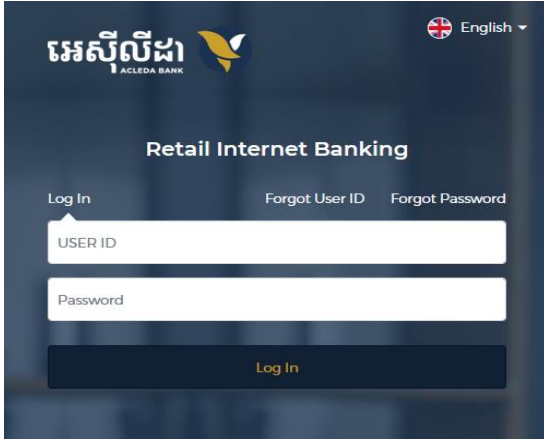 English
អេស៊ីលីដា
ACLEDA BANK
Retail Internet Banking
Log In Forgot User ID Forgot Password
USER ID
Password
Log In